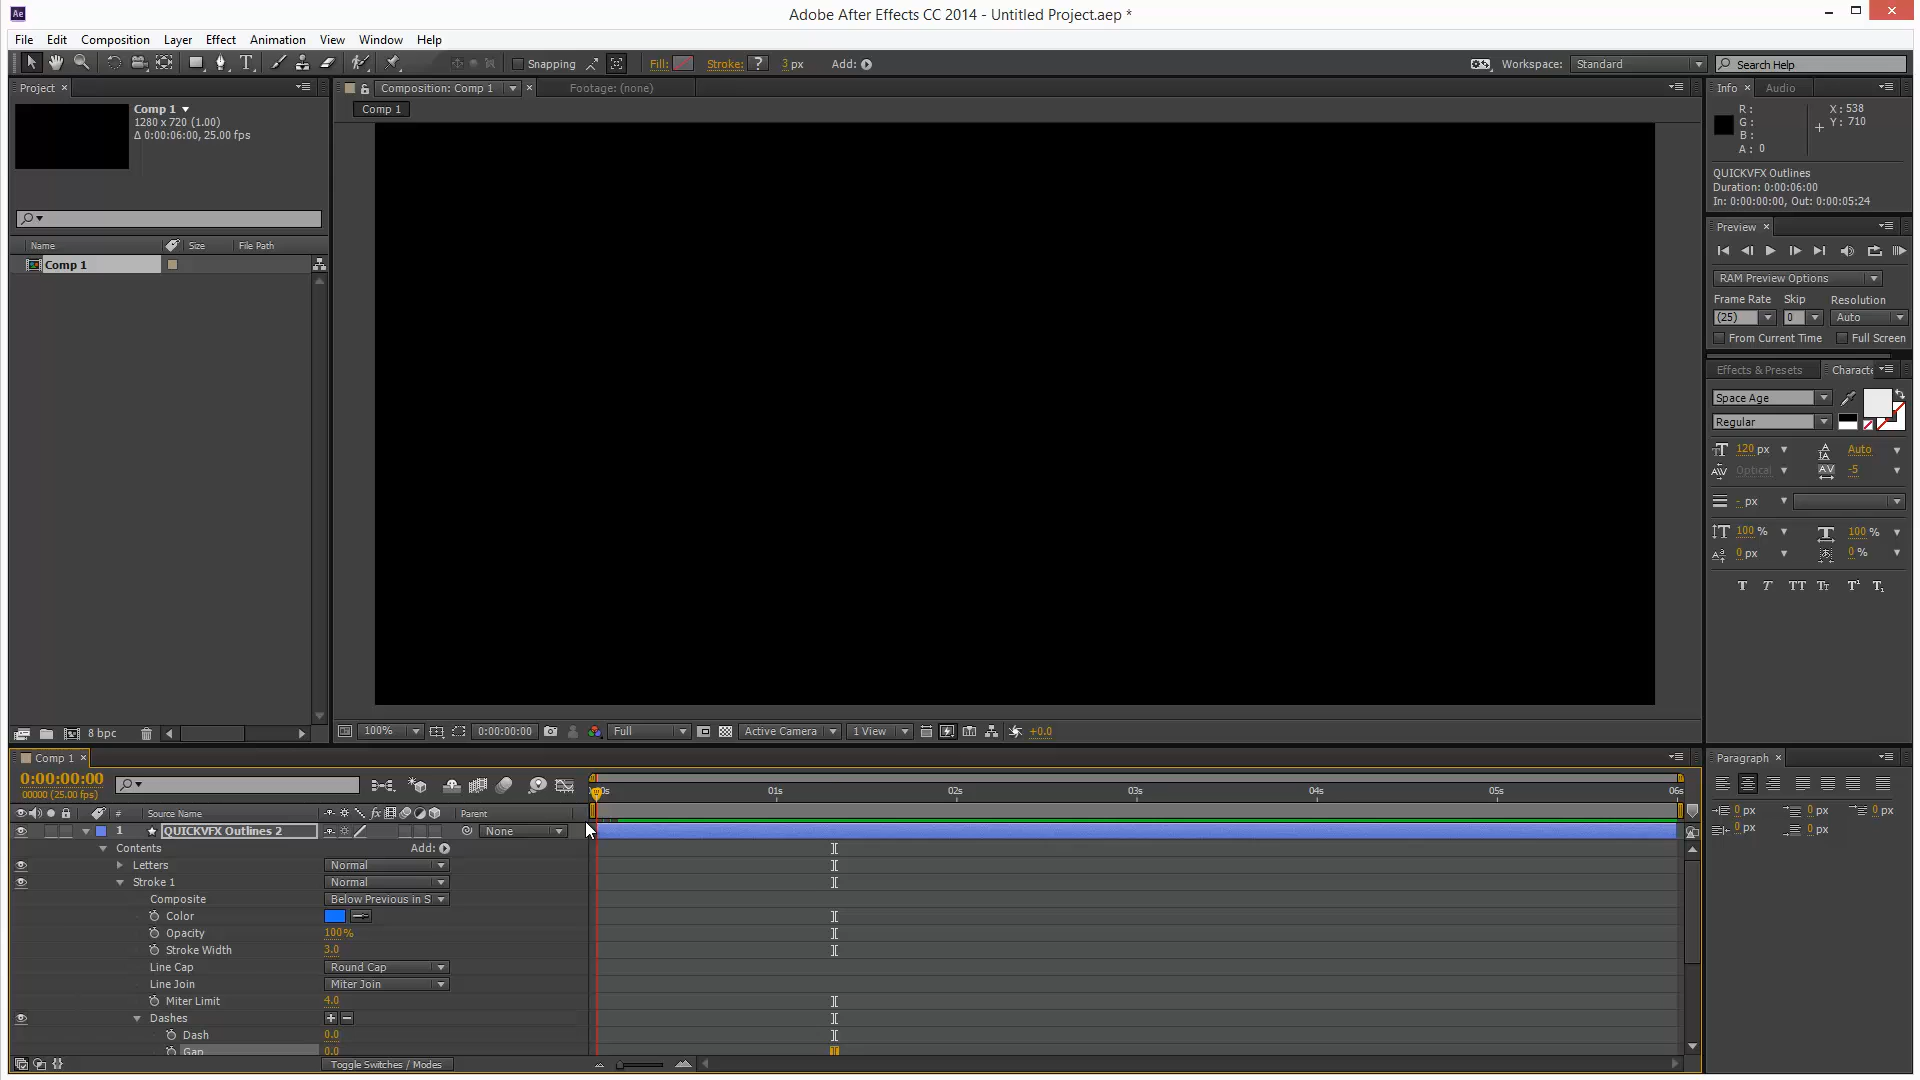 Ae
Adobe After Effects CC 2014 - Untitled Project.aep *
File Edit Composition Layer Effect Animation View Window Help
Snapping Fill: Stroke: ? 3 px Add: Workspace: Standard Search Help
Project × Composition: Comp 1 × Footage: (none) Info × Audio
Comp 1
1280 x 720 (1.00)
Δ 0:00:06:00, 25.00 fps
Comp 1
R: X: 538
G: Y: 710
B:
A: 0
QUICKVFX Outlines
Duration: 0:00:06:00
In: 0:00:00:00, Out: 0:00:05:24
Preview ×
Name Size File Path
Comp 1
RAM Preview Options
Frame Rate Skip Resolution
(25) 0 Auto
From Current Time Full Screen
Effects & Presets Characte
Space Age
Regular
120 px Auto
Optical -5
- px
100 % 100 %
0 px 0 %
T T TT Tt T¹ T₁
8 bpc 100% 0:00:00:00 Full Active Camera 1 View +0.0
Comp 1 × Paragraph ×
0:00:00:00
00000 (25.00 fps)
0s 01s 02s 03s 04s 05s 06s
# Source Name fx Parent
0 px 0 px 0 px
0 px 0 px
1 QUICKVFX Outlines 2 None
Contents Add:
Letters Normal
Stroke 1 Normal
Composite Below Previous in S
Color
Opacity 100%
Stroke Width 3.0
Line Cap Round Cap
Line Join Miter Join
Miter Limit 4.0
Dashes + −
Dash 0.0
Gap 0.0
Toggle Switches / Modes